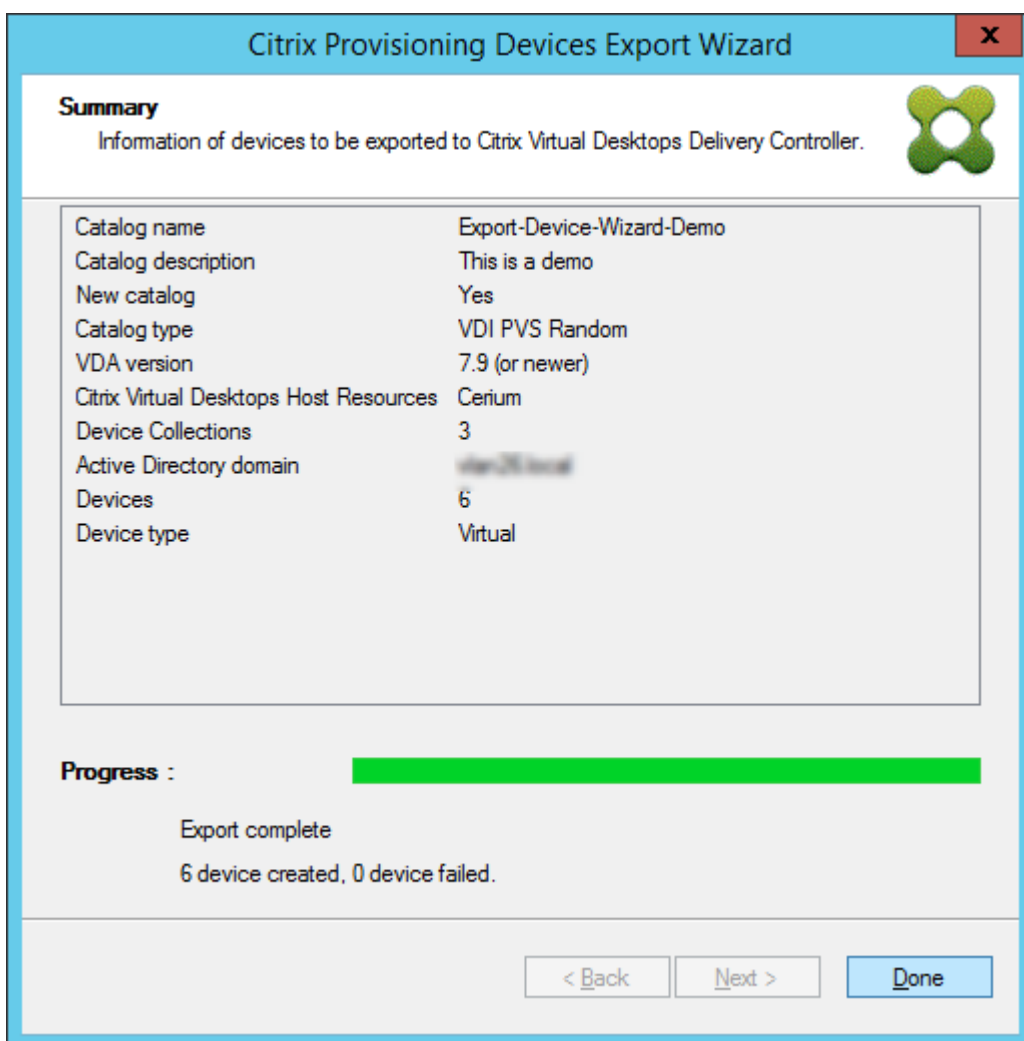 Citrix Provisioning Devices Export Wizard
x
Summary
Information of devices to be exported to Citrix Virtual Desktops Delivery Controller.
Catalog name Export-Device-Wizard-Demo
Catalog description This is a demo
New catalog Yes
Catalog type VDI PVS Random
VDA version 7.9 (or newer)
Citrix Virtual Desktops Host Resources Cerium
Device Collections 3
Active Directory domain
Devices 6
Device type Virtual
Progress :
Export complete
6 device created, 0 device failed.
< Back Next > Done